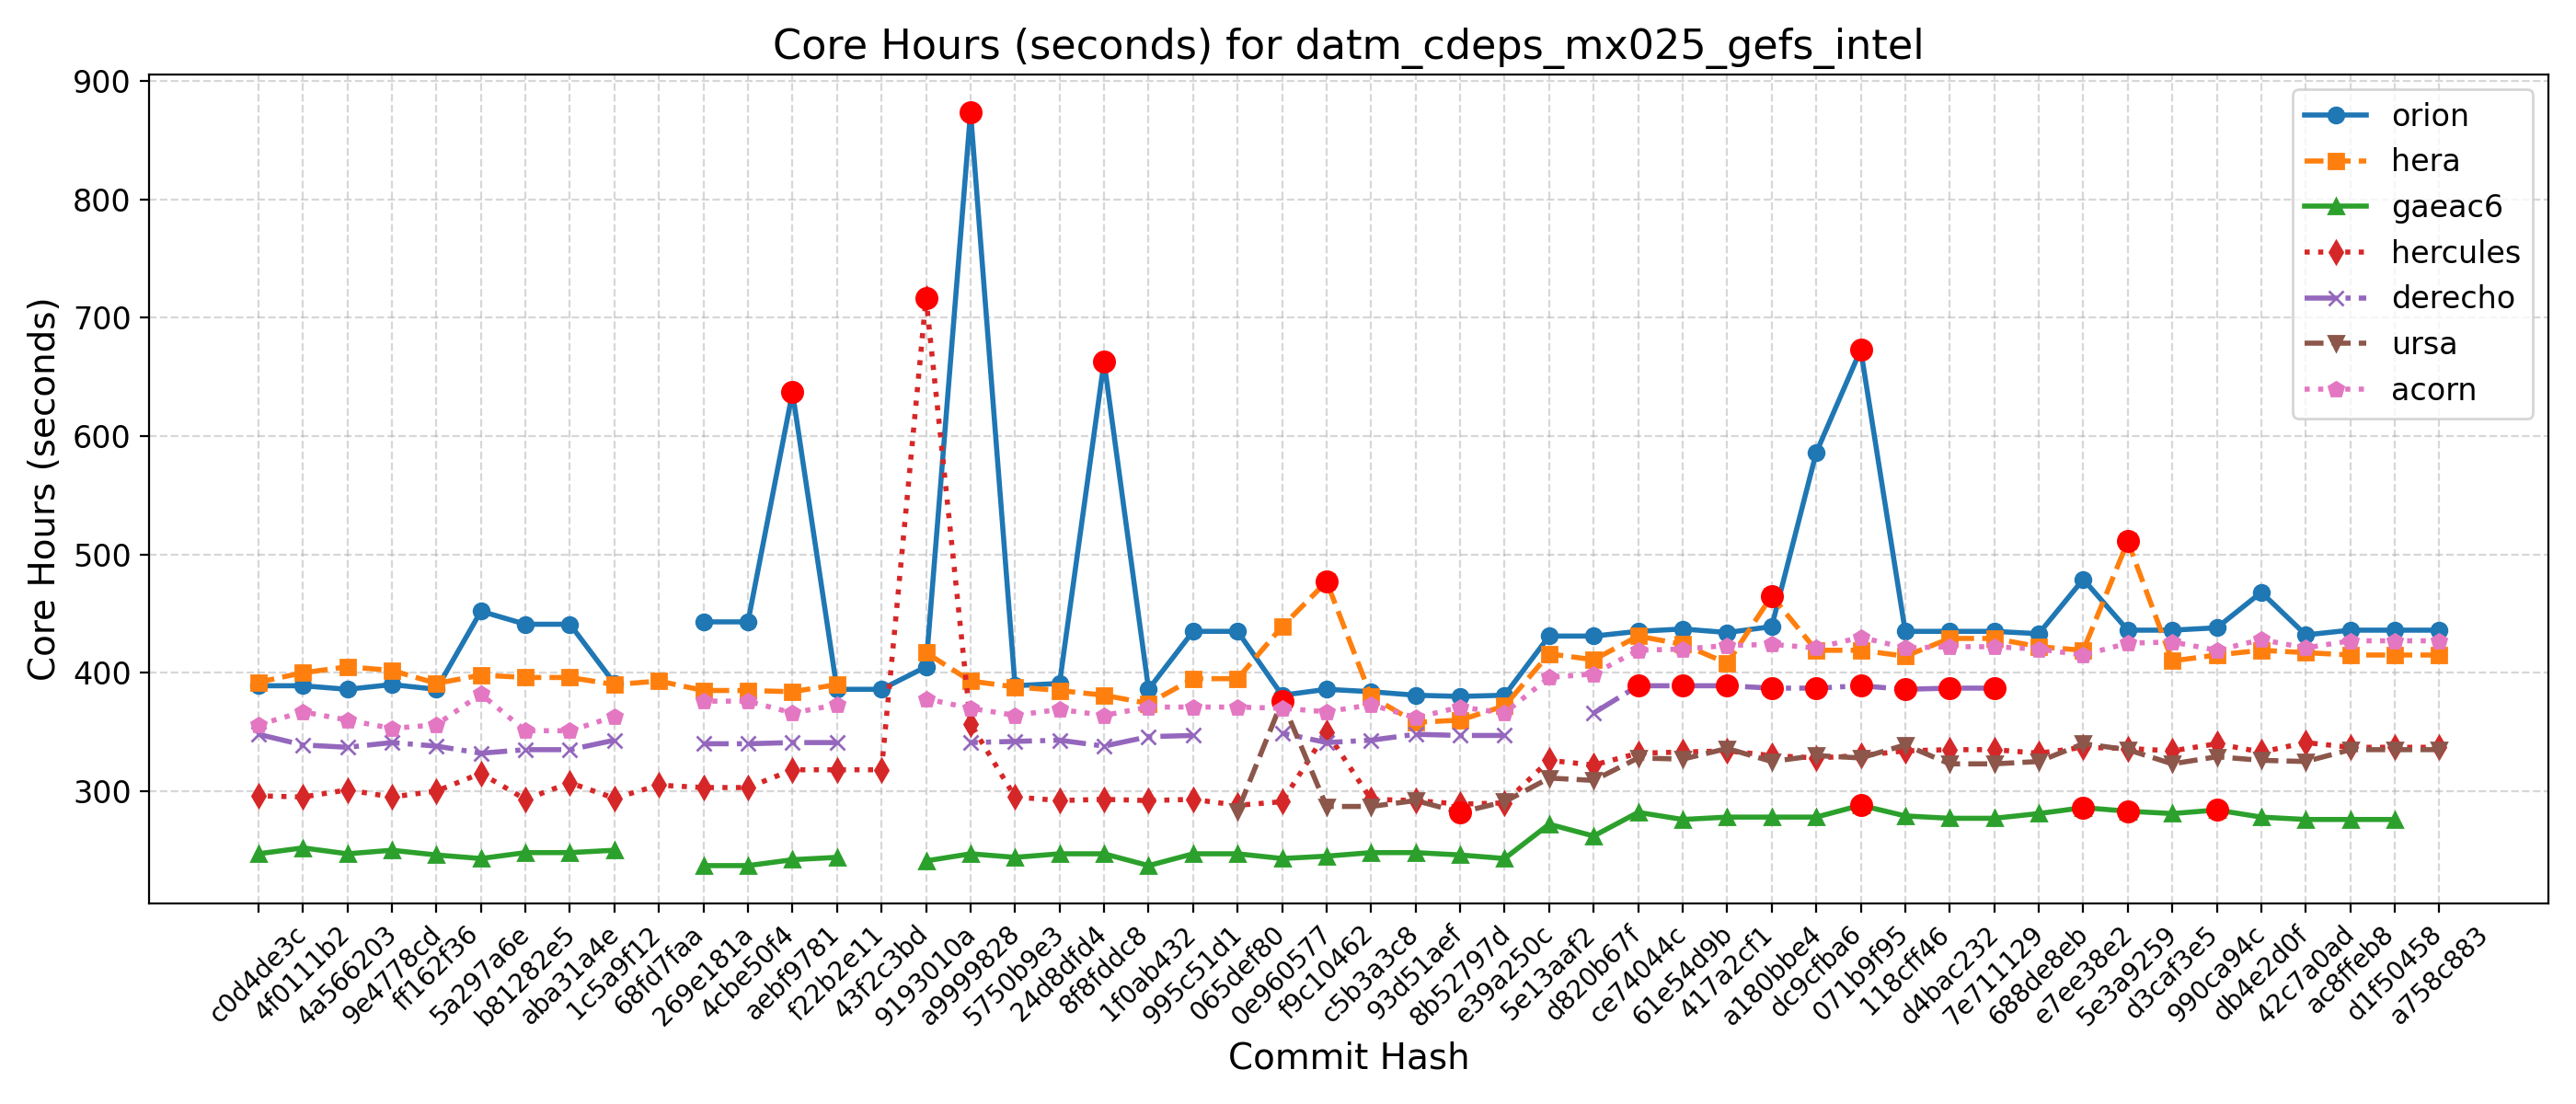 Core Hours (seconds) for datm_cdeps_mx025_gefs_intel
Core Hours (seconds)
900
800
700
600
500
400
300
orion
hera
gaeac6
hercules
derecho
ursa
acorn
c0d4de3c
4f0111b2
4a566203
9e4778cd
ff162f36
5a297a6e
b81282e5
aba31a4e
1c5a9f12
68fd7faa
269e181a
4cbe50f4
aebf9781
f22b2e11
43f2c3bd
9193010a
a9999828
5750b9e3
24d8dfd4
8f8fddc8
1f0ab432
995c51d1
065def80
0e960577
f9c10462
c5b3a3c8
93d51aef
8b52797d
e39a250c
5e13aaf2
d820b67f
ce74044c
61e54d9b
417a2cf1
a180bbe4
dc9cfba6
071b9f95
118cff46
d4bac232
7e711129
688de8eb
e7ee38e2
5e3a9259
d3caf3e5
990ca94c
db4e2d0f
42c7a0ad
ac8ffeb8
d1f50458
a758c883
Commit Hash